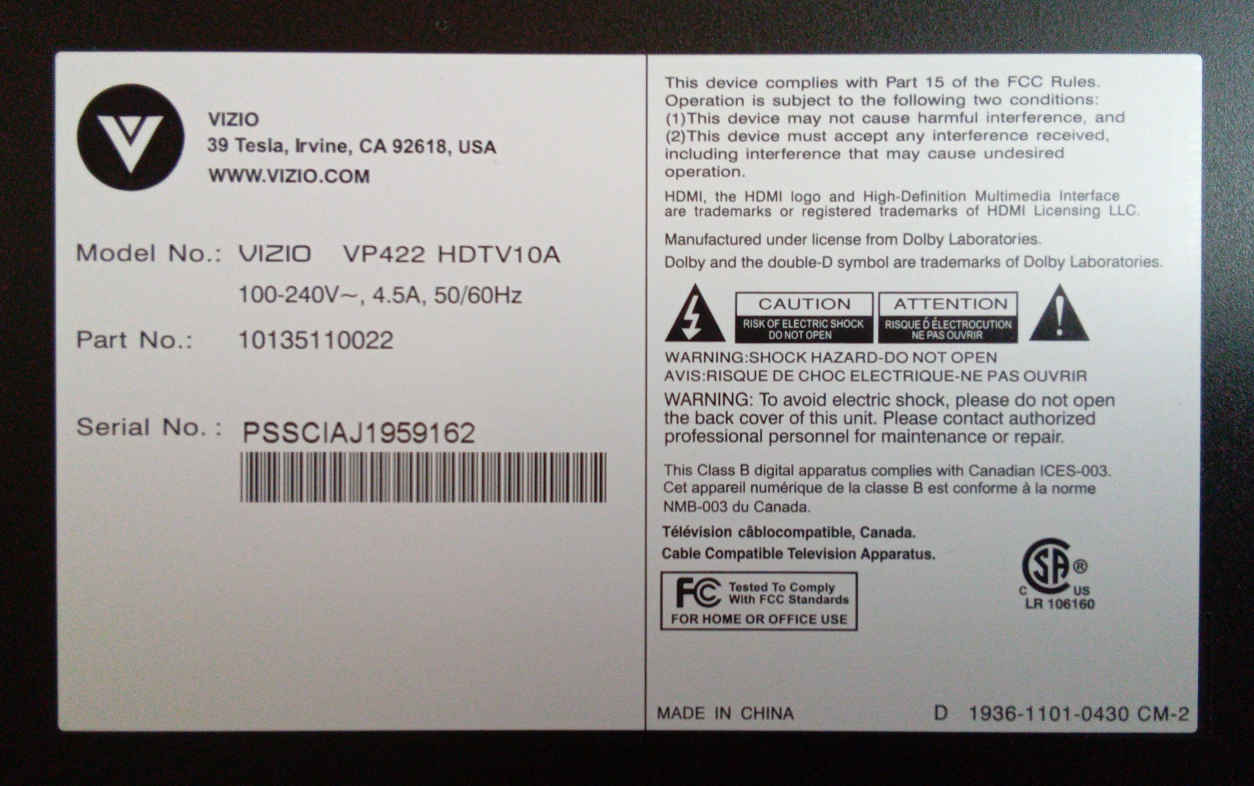 VIZIO
39 Tesla, Irvine, CA 92618, USA
WWW.VIZIO.COM
Model No.: VIZIO VP422 HDTV10A
100-240V~, 4.5A, 50/60Hz
Part No.: 10135110022
Serial No. : PSSCIAJ1959162
This device complies with Part 15 of the FCC Rules.
Operation is subject to the following two conditions:
(1)This device may not cause harmful interference, and
(2)This device must accept any interference received,
including interference that may cause undesired
operation.
HDMI, the HDMI logo and High-Definition Multimedia Interface
are trademarks or registered trademarks of HDMI Licensing LLC.
Manufactured under license from Dolby Laboratories.
Dolby and the double-D symbol are trademarks of Dolby Laboratories.
CAUTION
RISK OF ELECTRIC SHOCK
DO NOT OPEN
ATTENTION
RISQUE D́ ÉLECTROCUTION
NE PAS OUVRIR
WARNING:SHOCK HAZARD-DO NOT OPEN
AVIS:RISQUE DE CHOC ELECTRIQUE-NE PAS OUVRIR
WARNING: To avoid electric shock, please do not open
the back cover of this unit. Please contact authorized
professional personnel for maintenance or repair.
This Class B digital apparatus complies with Canadian ICES-003.
Cet appareil numérique de la classe B est conforme à la norme
NMB-003 du Canada.
Télévision câblocompatible, Canada.
Cable Compatible Television Apparatus.
FC Tested To Comply
With FCC Standards
FOR HOME OR OFFICE USE
SA ®
C US
LR 106160
MADE IN CHINA
D 1936-1101-0430 CM-2